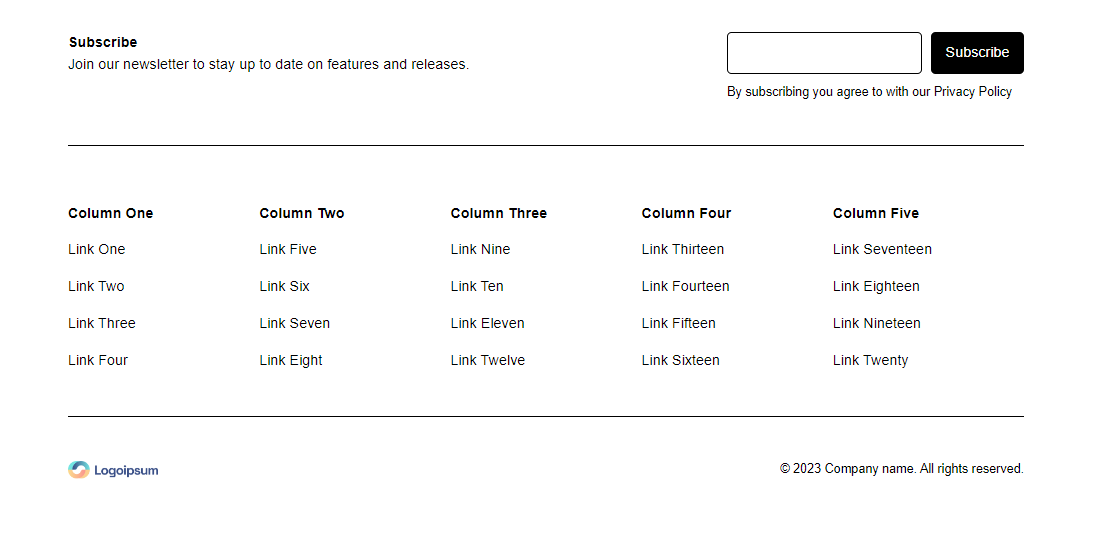 Subscribe
Join our newsletter to stay up to date on features and releases.
Subscribe
By subscribing you agree to with our Privacy Policy
Column One
Link One
Link Two
Link Three
Link Four
Column Two
Link Five
Link Six
Link Seven
Link Eight
Column Three
Link Nine
Link Ten
Link Eleven
Link Twelve
Column Four
Link Thirteen
Link Fourteen
Link Fifteen
Link Sixteen
Column Five
Link Seventeen
Link Eighteen
Link Nineteen
Link Twenty
Logoipsum
© 2023 Company name. All rights reserved.